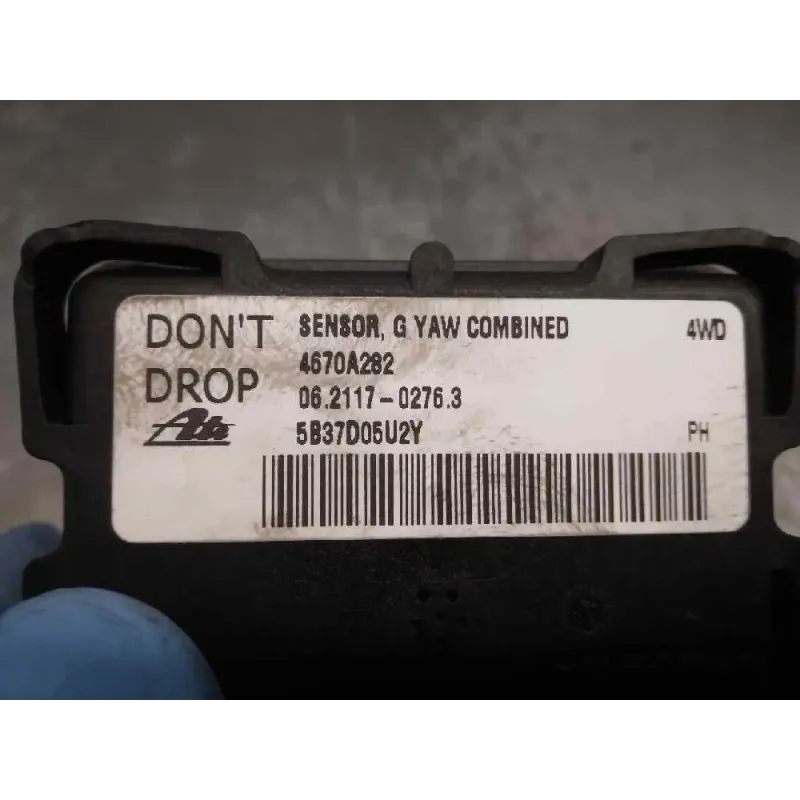 DON'T
DROP
Ate
SENSOR, G YAW COMBINED 4WD
4670A282
06.2117-0276.3
5B37D05U2Y PH